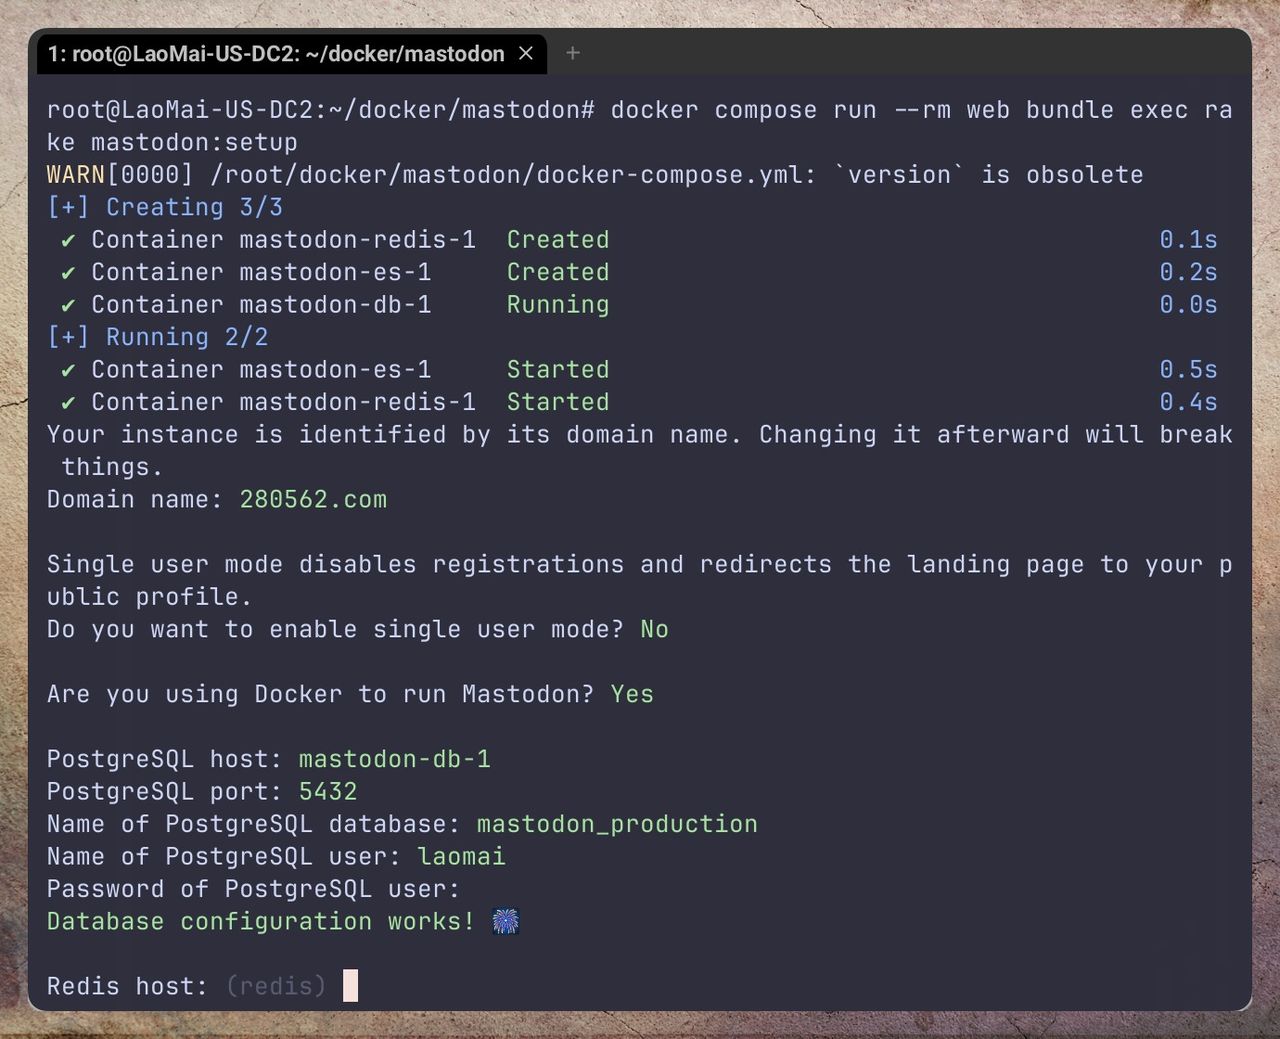 1: root@LaoMai-US-DC2: ~/docker/mastodon × +
root@LaoMai-US-DC2:~/docker/mastodon# docker compose run --rm web bundle exec ra
ke mastodon:setup
WARN[0000] /root/docker/mastodon/docker-compose.yml: `version` is obsolete
[+] Creating 3/3
✔ Container mastodon-redis-1 Created 0.1s
✔ Container mastodon-es-1 Created 0.2s
✔ Container mastodon-db-1 Running 0.0s
[+] Running 2/2
✔ Container mastodon-es-1 Started 0.5s
✔ Container mastodon-redis-1 Started 0.4s
Your instance is identified by its domain name. Changing it afterward will break
things.
Domain name: 280562.com
Single user mode disables registrations and redirects the landing page to your p
ublic profile.
Do you want to enable single user mode? No
Are you using Docker to run Mastodon? Yes
PostgreSQL host: mastodon-db-1
PostgreSQL port: 5432
Name of PostgreSQL database: mastodon_production
Name of PostgreSQL user: laomai
Password of PostgreSQL user:
Database configuration works! 🎆
Redis host: (redis)